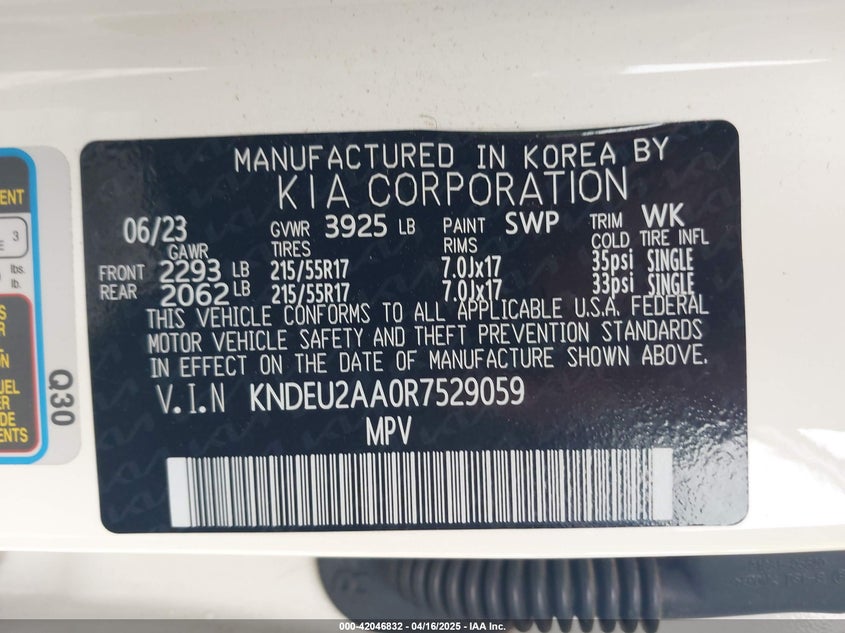 MANUFACTURED IN KOREA BY
KIA CORPORATION
06/23 GVWR 3925 LB PAINT SWP TRIM WK
GAWR TIRES RIMS COLD TIRE INFL
FRONT 2293 LB 215/55R17 7.0Jx17 35psi SINGLE
REAR 2062 LB 215/55R17 7.0Jx17 33psi SINGLE
THIS VEHICLE CONFORMS TO ALL APPLICABLE U.S.A. FEDERAL
MOTOR VEHICLE SAFETY AND THEFT PREVENTION STANDARDS
IN EFFECT ON THE DATE OF MANUFACTURE SHOWN ABOVE.
V.I.N KNDEU2AA0R7529059
MPV
3
lbs.
lb.
Q30
000-42046832 - 04/16/2025 - IAA Inc.